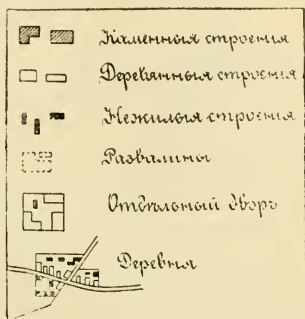 Каменныя строенія
Деревянныя строенія
Нежилыя строенія
Развалины
Отдѣльный дворъ
Деревня